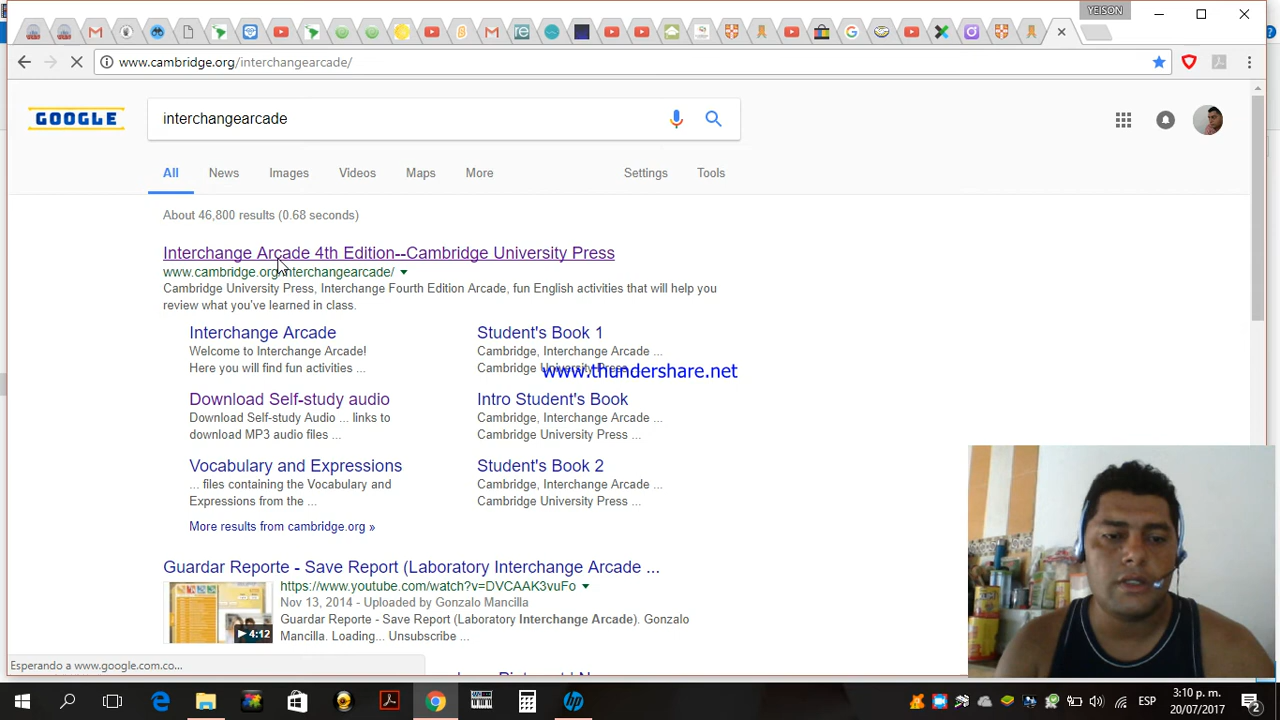 YEISON
www.cambridge.org/interchangearcade/
GOOGLE
interchangearcade
All News Images Videos Maps More Settings Tools
About 46,800 results (0.68 seconds)
Interchange Arcade 4th Edition--Cambridge University Press
www.cambridge.org/interchangearcade/
Cambridge University Press, Interchange Fourth Edition Arcade, fun English activities that will help you
review what you've learned in class.
Interchange Arcade
Welcome to Interchange Arcade!
Here you will find fun activities ...
Student's Book 1
Cambridge, Interchange Arcade ...
Cambridge University Press ...
www.thundershare.net
Download Self-study audio
Download Self-study Audio ... links to
download MP3 audio files ...
Intro Student's Book
Cambridge, Interchange Arcade ...
Cambridge University Press ...
Vocabulary and Expressions
... files containing the Vocabulary and
Expressions from the ...
Student's Book 2
Cambridge, Interchange Arcade ...
Cambridge University Press ...
More results from cambridge.org »
Guardar Reporte - Save Report (Laboratory Interchange Arcade ...
https://www.youtube.com/watch?v=DVCAAK3vuFo
Nov 13, 2014 - Uploaded by Gonzalo Mancilla
Guardar Reporte - Save Report (Laboratory Interchange Arcade). Gonzalo
Mancilla. Loading... Unsubscribe ...
4:12
Esperando a www.google.com.co...
ESP
3:10 p. m.
20/07/2017
2